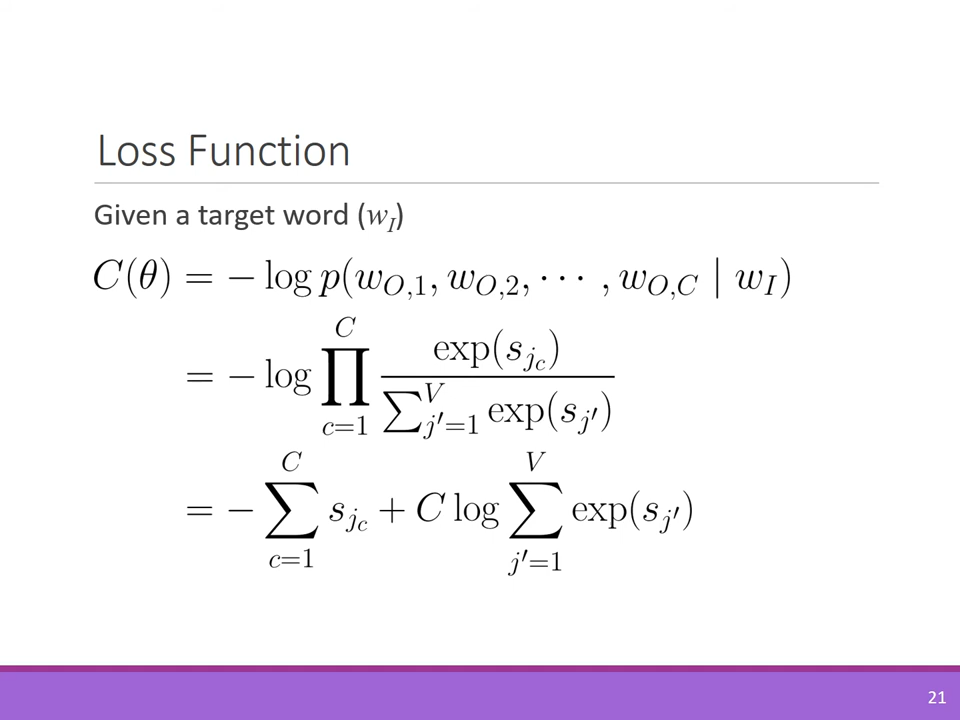 Loss Function
Given a target word (w_I)
C(θ) = − log p(w_{O,1}, w_{O,2}, ⋯ , w_{O,C} | w_I)
= − log ∏_{c=1}^{C} exp(s_{j_c}) / ∑_{j′=1}^{V} exp(s_{j′})
= − ∑_{c=1}^{C} s_{j_c} + C log ∑_{j′=1}^{V} exp(s_{j′})
21